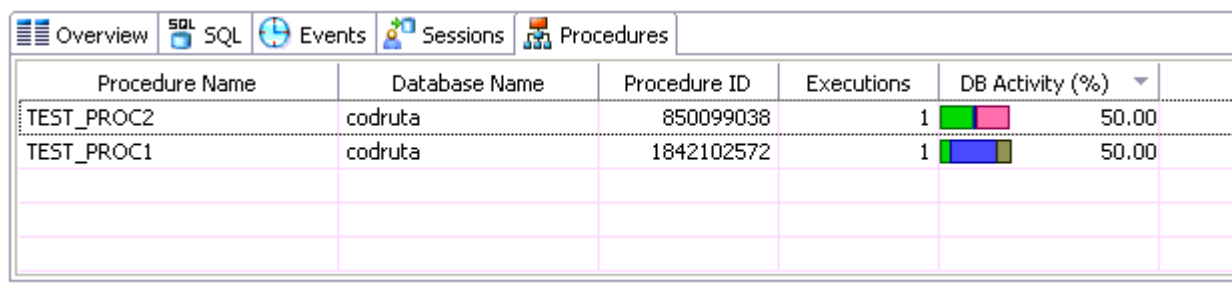 Overview SQL SQL Events Sessions Procedures
Procedure Name Database Name Procedure ID Executions DB Activity (%)
TEST_PROC2 codruta 850099038 1 50.00
TEST_PROC1 codruta 1842102572 1 50.00